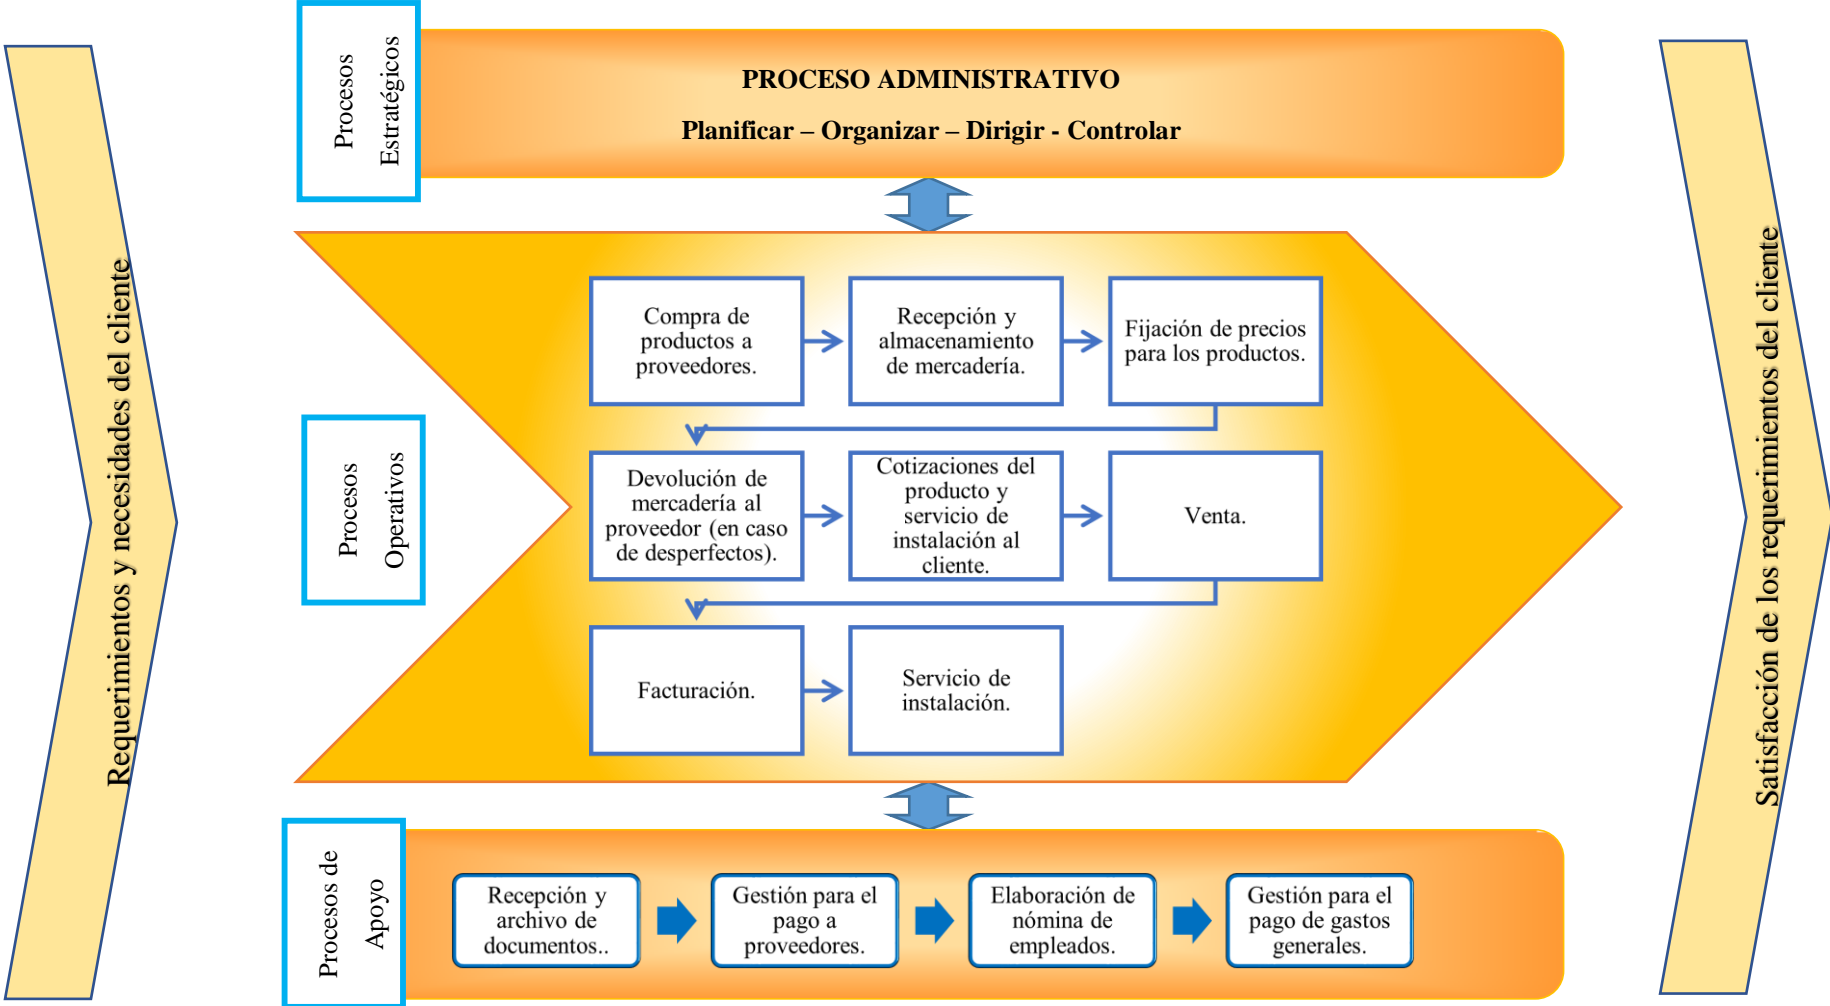 Requerimientos y necesidades del cliente
Procesos
Estratégicos
PROCESO ADMINISTRATIVO
Planificar – Organizar – Dirigir - Controlar
Procesos
Operativos
Compra de
productos a
proveedores.
Recepción y
almacenamiento
de mercadería.
Fijación de precios
para los productos.
Devolución de
mercadería al
proveedor (en caso
de desperfectos).
Cotizaciones del
producto y
servicio de
instalación al
cliente.
Venta.
Facturación.
Servicio de
instalación.
Procesos de
Apoyo
Recepción y
archivo de
documentos..
Gestión para el
pago a
proveedores.
Elaboración de
nómina de
empleados.
Gestión para el
pago de gastos
generales.
Satisfacción de los requerimientos del cliente